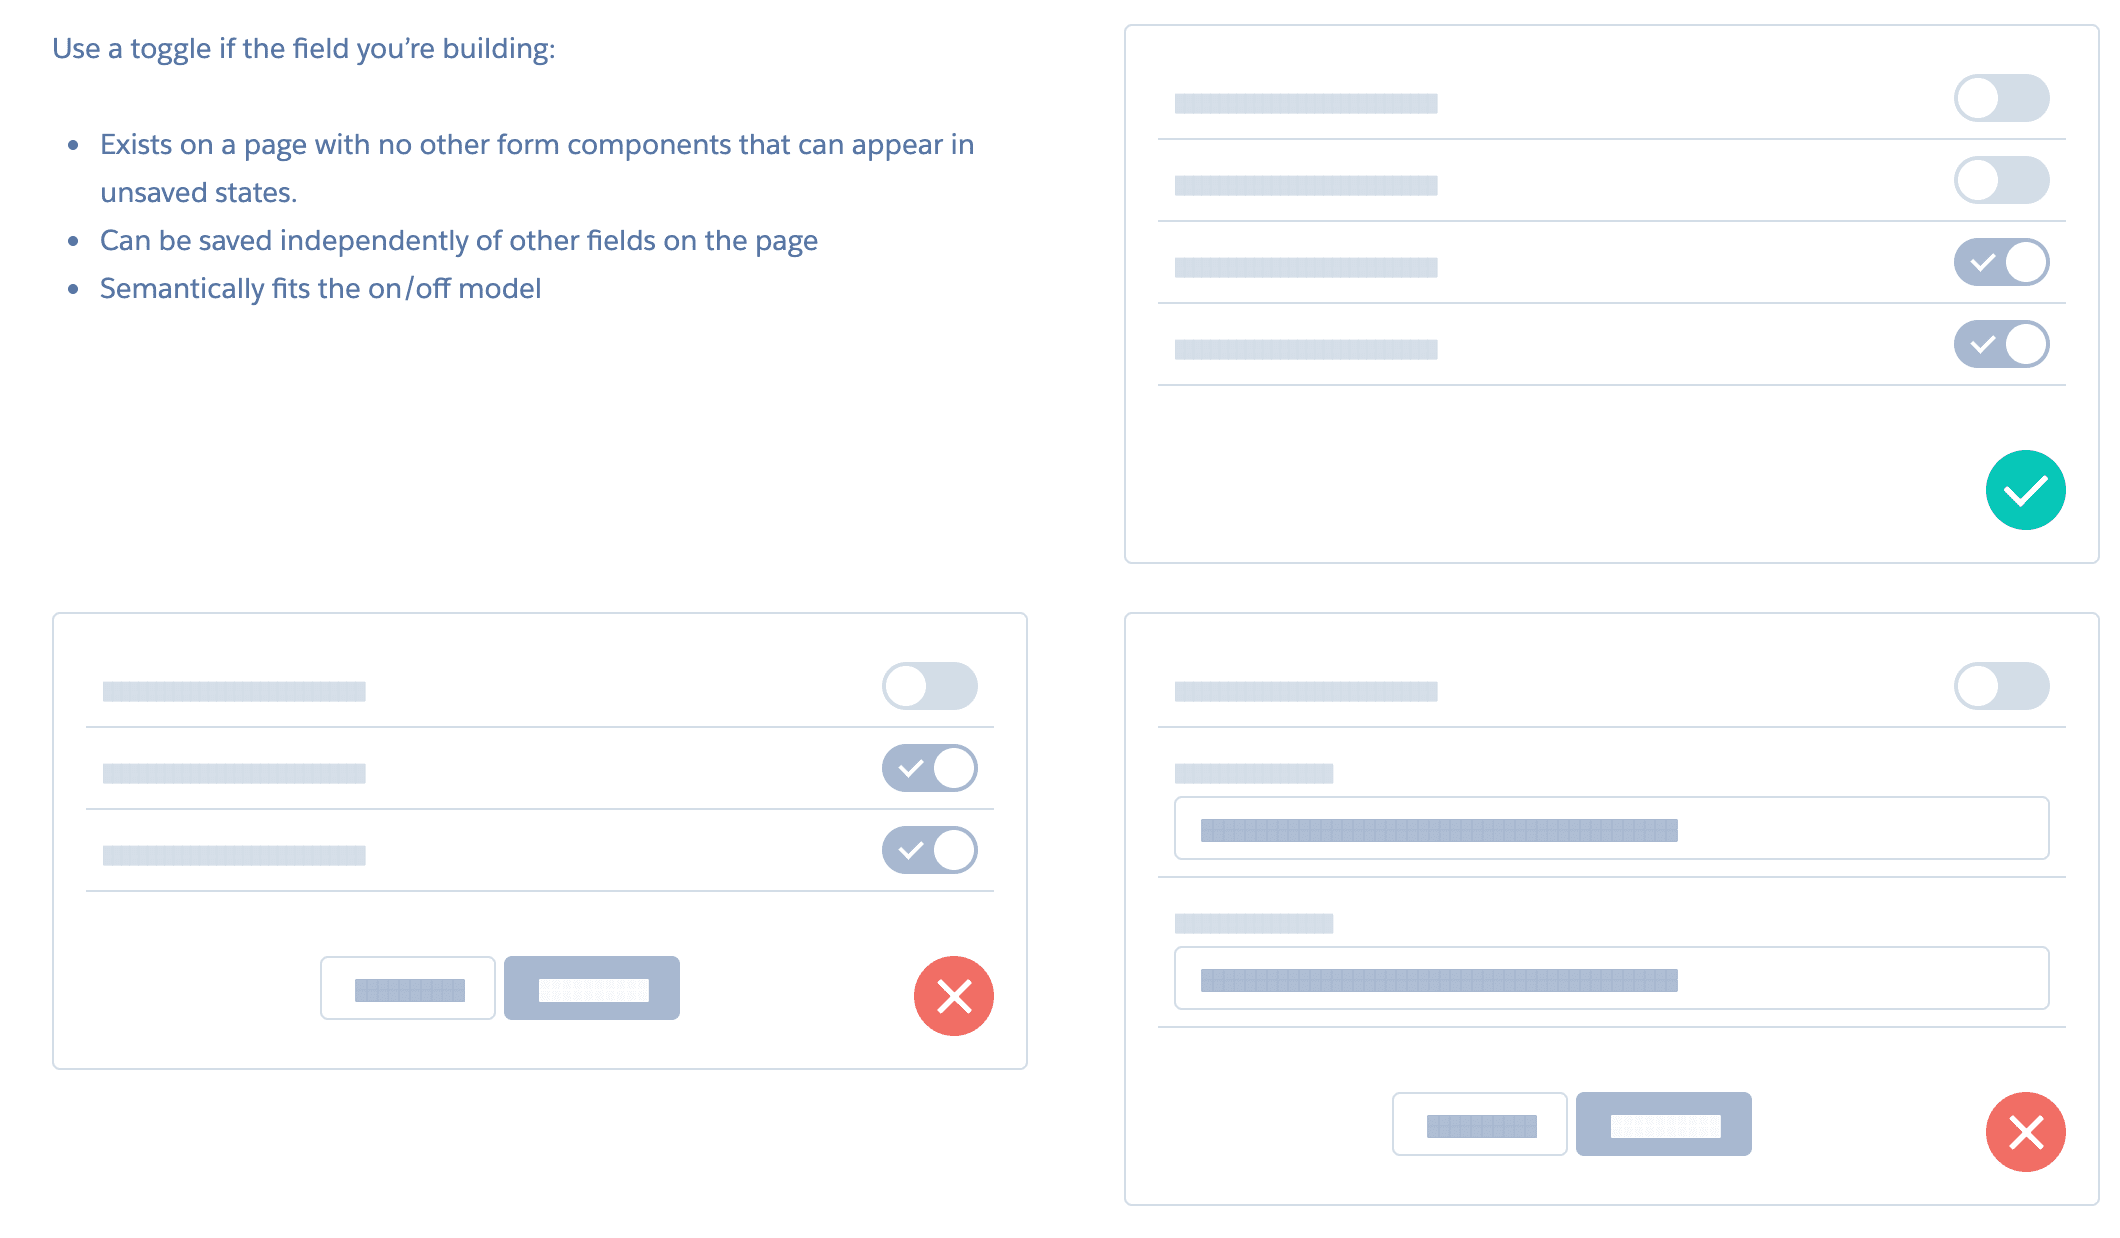 Use a toggle if the field you’re building:
Exists on a page with no other form components that can appear in
unsaved states.
Can be saved independently of other fields on the page
Semantically fits the on/off model